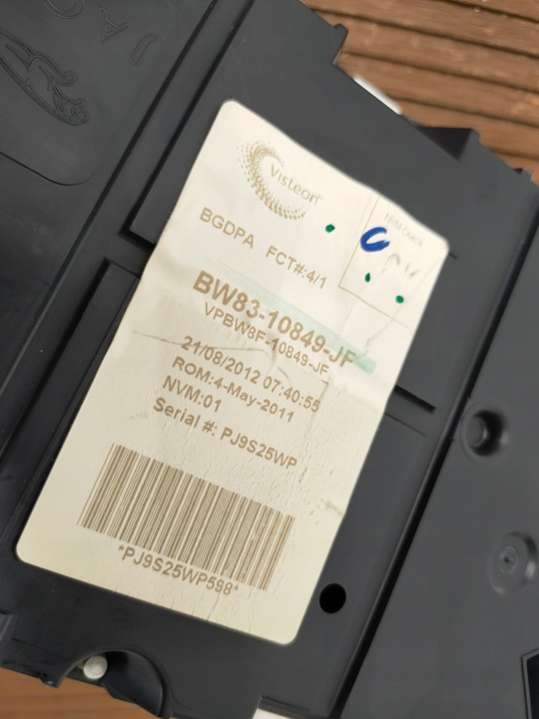 JAG
Visteon®
BGDPA FCT#:4/1
BW83-10849-JF
VPBW8F-10849-JF
21/08/2012 07:40:55
ROM:4-May-2011
NVM:01
Serial #: PJ9S25WP
*PJ9S25WP598*